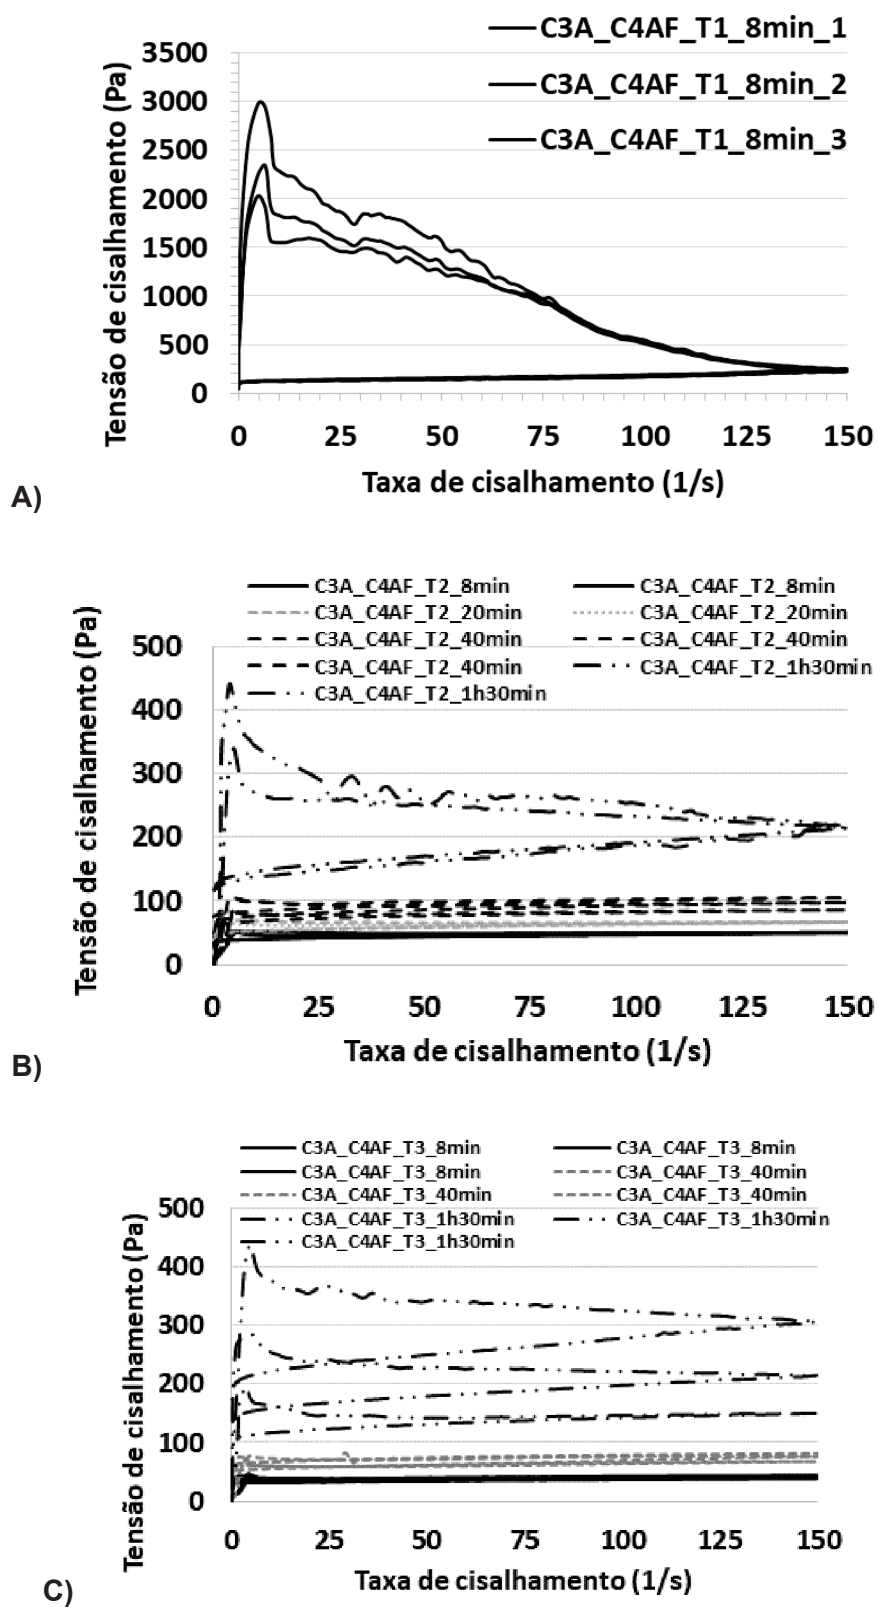 C3A_C4AF_T1_8min_1
C3A_C4AF_T1_8min_2
C3A_C4AF_T1_8min_3
Tensão de cisalhamento (Pa)
3500
3000
2500
2000
1500
1000
500
0
0 25 50 75 100 125 150
Taxa de cisalhamento (1/s)
A)
C3A_C4AF_T2_8min C3A_C4AF_T2_8min
C3A_C4AF_T2_20min C3A_C4AF_T2_20min
C3A_C4AF_T2_40min C3A_C4AF_T2_40min
C3A_C4AF_T2_40min C3A_C4AF_T2_1h30min
C3A_C4AF_T2_1h30min
Tensão de cisalhamento (Pa)
500
400
300
200
100
0
0 25 50 75 100 125 150
Taxa de cisalhamento (1/s)
B)
C3A_C4AF_T3_8min C3A_C4AF_T3_8min
C3A_C4AF_T3_8min C3A_C4AF_T3_40min
C3A_C4AF_T3_40min C3A_C4AF_T3_40min
C3A_C4AF_T3_1h30min C3A_C4AF_T3_1h30min
C3A_C4AF_T3_1h30min
Tensão de cisalhamento (Pa)
500
400
300
200
100
0
0 25 50 75 100 125 150
Taxa de cisalhamento (1/s)
C)